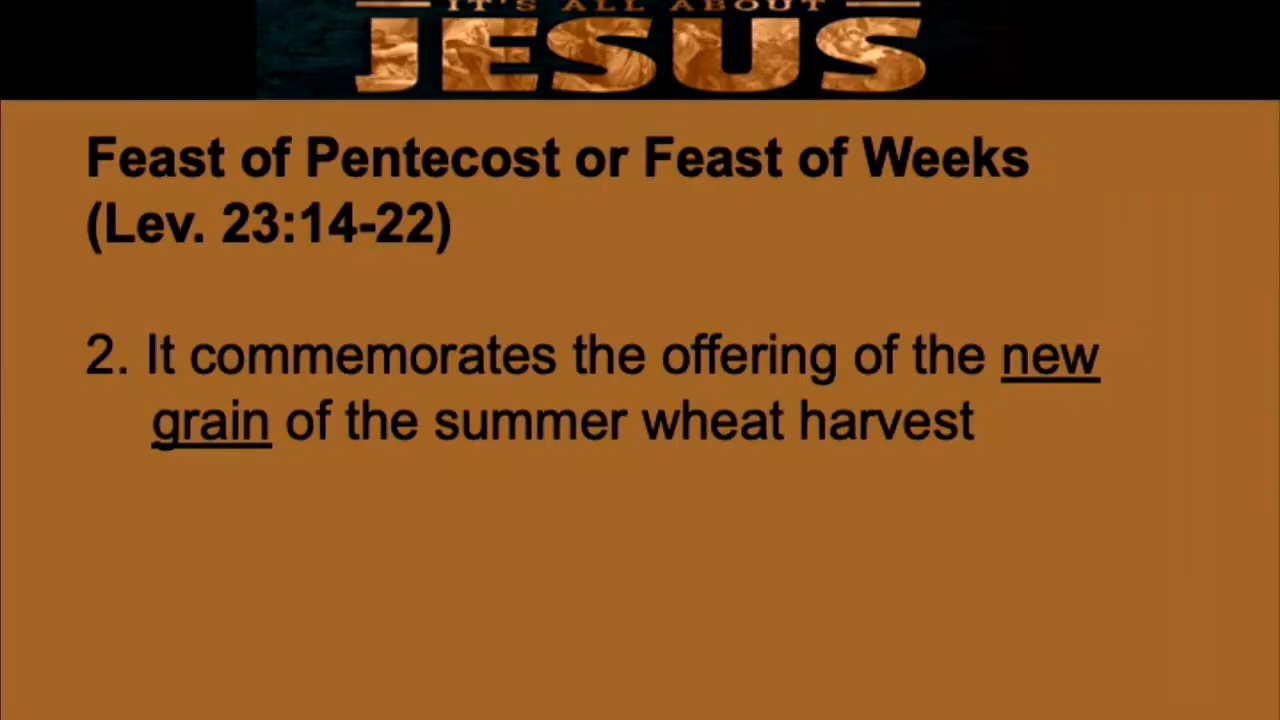 IT'S ALL ABOUT
JESUS
Feast of Pentecost or Feast of Weeks
(Lev. 23:14-22)
2. It commemorates the offering of the new
grain of the summer wheat harvest